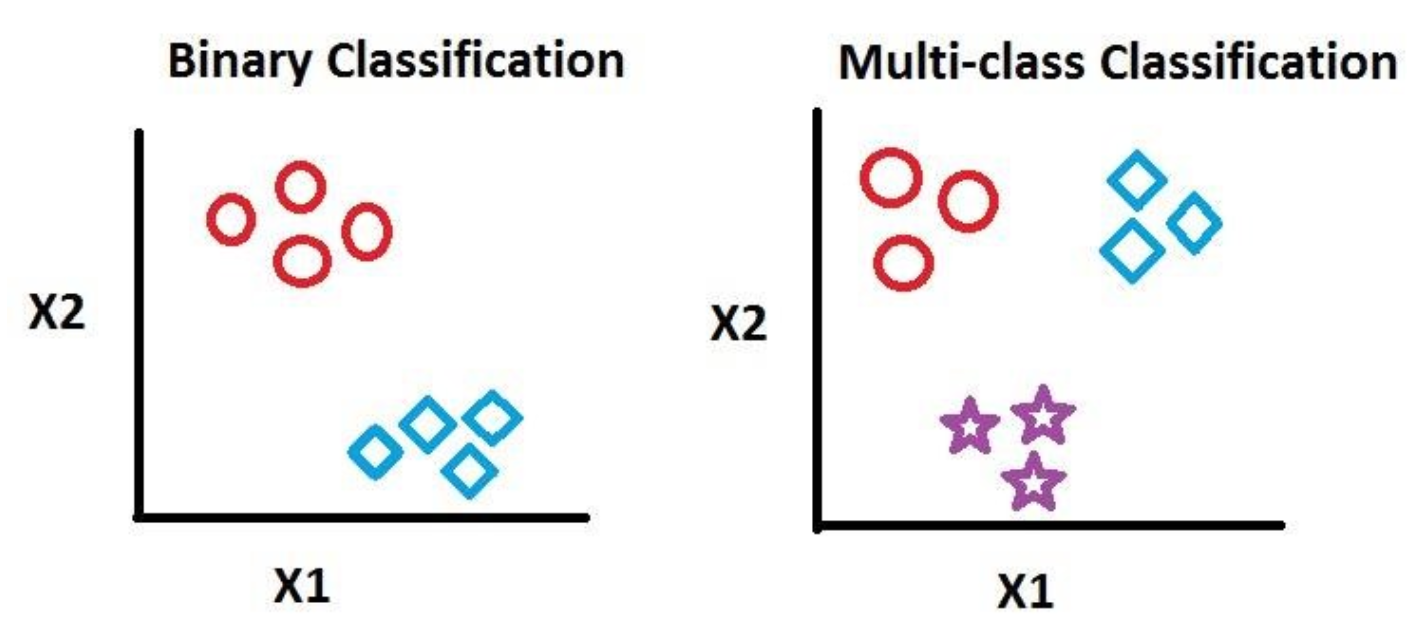 Binary Classification
X2
X1
Multi-class Classification
X2
X1